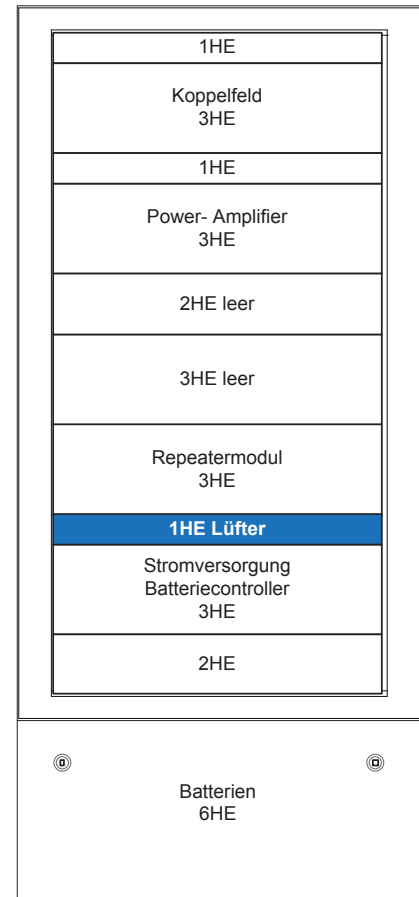 1HE
Koppelfeld
3HE
1HE
Power- Amplifier
3HE
2HE leer
3HE leer
Repeatermodul
3HE
1HE Lüfter
Stromversorgung
Batteriecontroller
3HE
2HE
Batterien
6HE